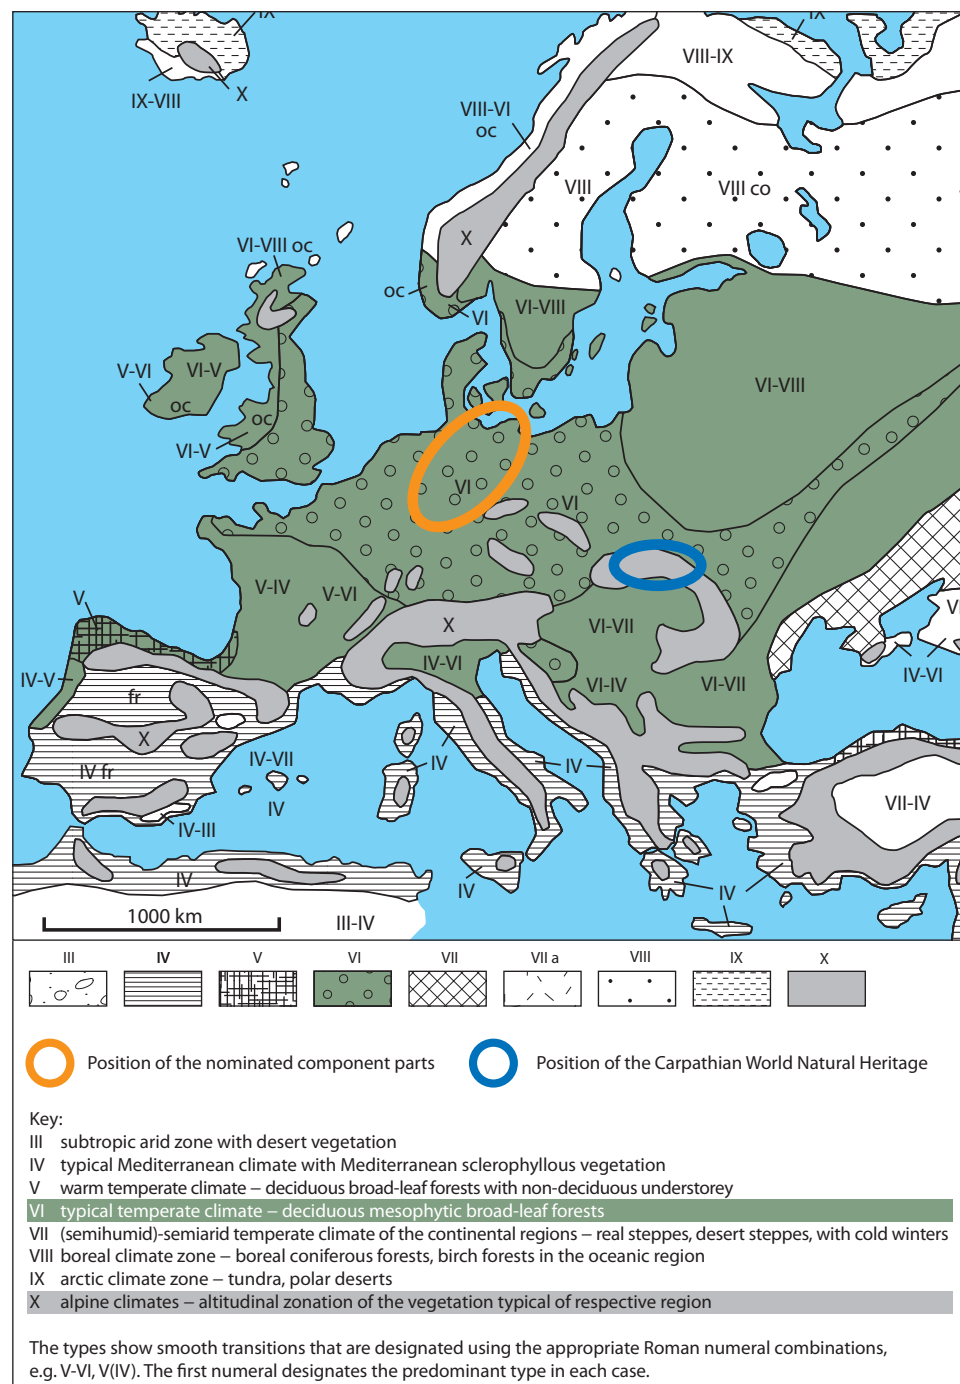 IX
IX
IX-VIII
X
VIII-IX
VIII-VI
oc
VIII
VIII co
X
VI-VIII oc
oc
VI
VI-VIII
V-VI
VI-V
oc
oc
VI-V
VI-VIII
VI
VI
V-IV
V-VI
V
X
VI-VII
IV-VI
IV-V
fr
VI-IV
VI-VII
IV-VI
X
IV fr
IV-VII
IV
IV
IV
IV-III
VII-IV
IV
IV
IV
1000 km
III-IV
III IV V VI VII VII a VIII IX X
Position of the nominated component parts
Position of the Carpathian World Natural Heritage
Key:
III subtropic arid zone with desert vegetation
IV typical Mediterranean climate with Mediterranean sclerophyllous vegetation
V warm temperate climate – deciduous broad-leaf forests with non-deciduous understorey
VI typical temperate climate – deciduous mesophytic broad-leaf forests
VII (semihumid)-semiarid temperate climate of the continental regions – real steppes, desert steppes, with cold winters
VIII boreal climate zone – boreal coniferous forests, birch forests in the oceanic region
IX arctic climate zone – tundra, polar deserts
X alpine climates – altitudinal zonation of the vegetation typical of respective region
The types show smooth transitions that are designated using the appropriate Roman numeral combinations,
e.g. V-VI, V(IV). The first numeral designates the predominant type in each case.